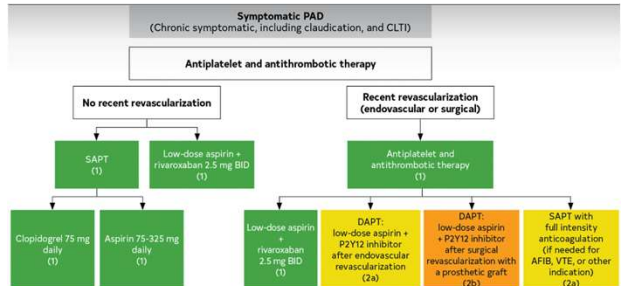 Symptomatic PAD
(Chronic symptomatic, including claudication, and CLTI)
Antiplatelet and antithrombotic therapy
No recent revascularization
Recent revascularization
(endovascular or surgical)
SAPT
(1)
Low-dose aspirin +
rivaroxaban 2.5 mg BID
(1)
Antiplatelet and
antithrombotic therapy
(1)
Clopidogrel 75 mg
daily
(1)
Aspirin 75-325 mg
daily
(1)
Low-dose aspirin
+
rivaroxaban
2.5 mg BID
(1)
DAPT:
low-dose aspirin +
P2Y12 inhibitor
after endovascular
revascularization
(2a)
DAPT:
low-dose aspirin
+ P2Y12 inhibitor
after surgical
revascularization with
a prosthetic graft
(2b)
SAPT with
full intensity
anticoagulation
(if needed for
AFIB, VTE, or other
indication)
(2a)